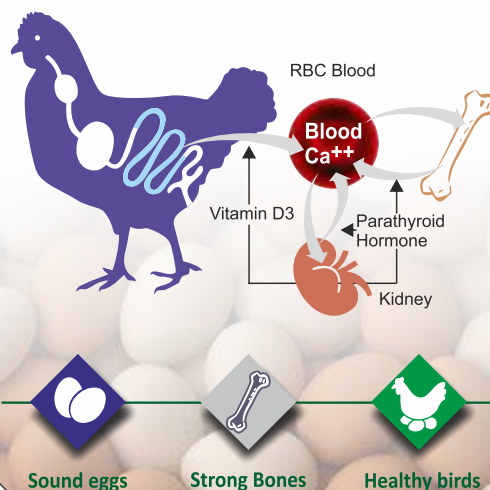 RBC Blood
Blood
Ca++
Vitamin D3
Parathyroid
Hormone
Kidney
Sound eggs
Strong Bones
Healthy birds